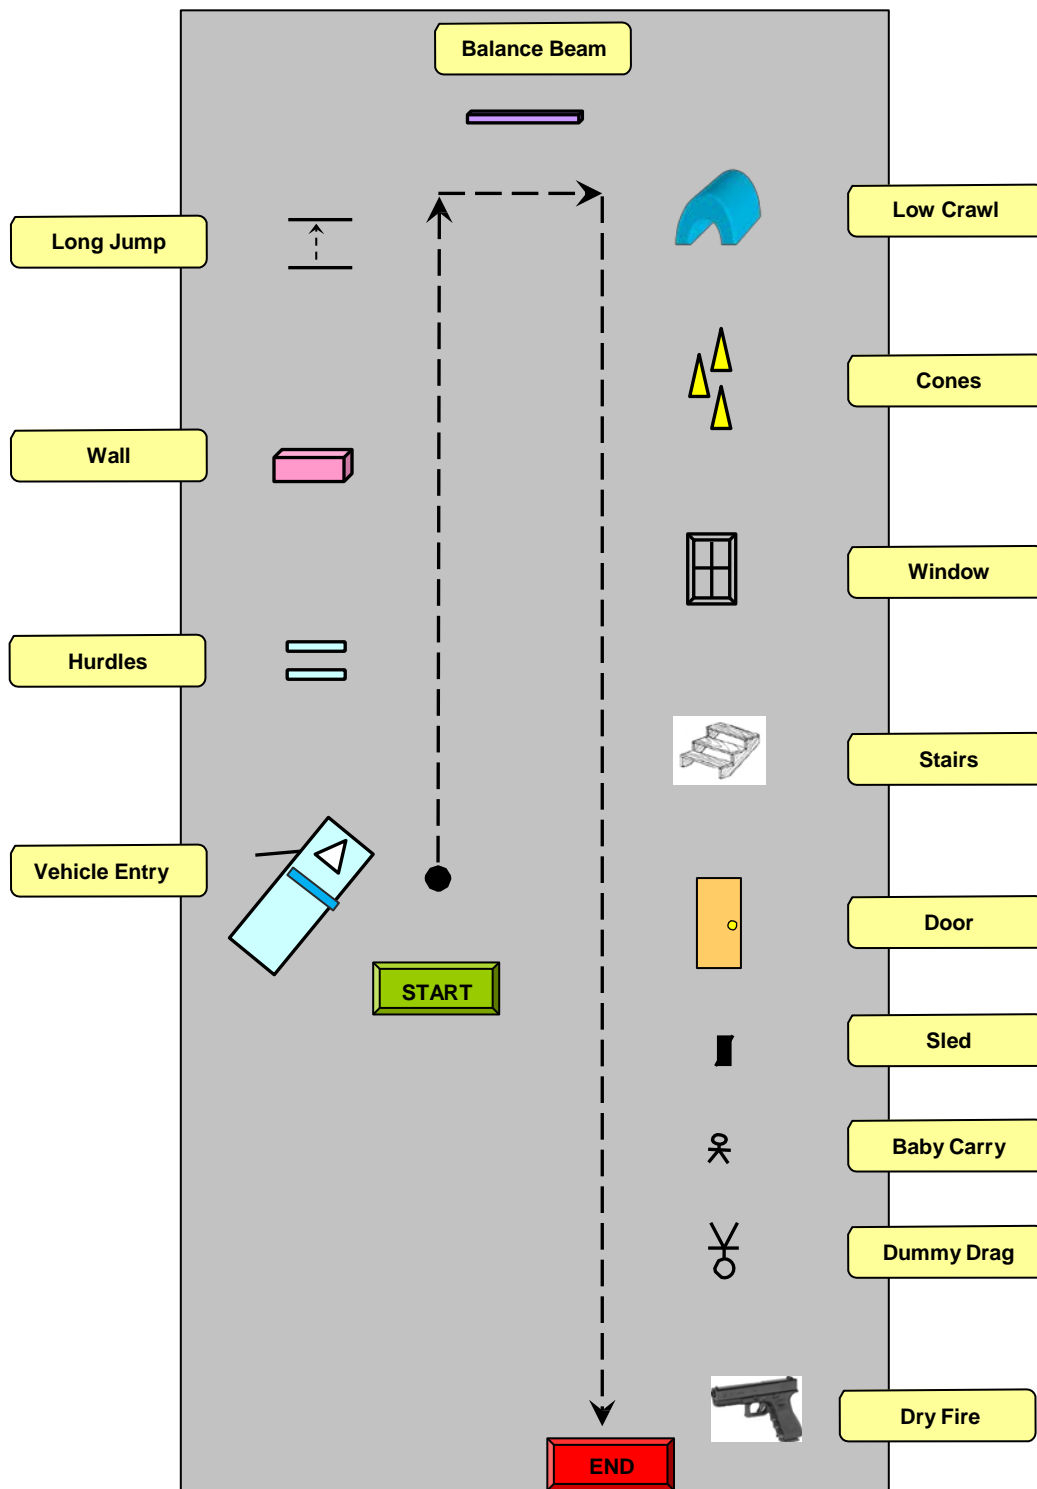 Balance Beam
Long Jump
Low Crawl
Cones
Wall
Window
Hurdles
Stairs
Vehicle Entry
Door
START
Sled
Baby Carry
Dummy Drag
Dry Fire
END